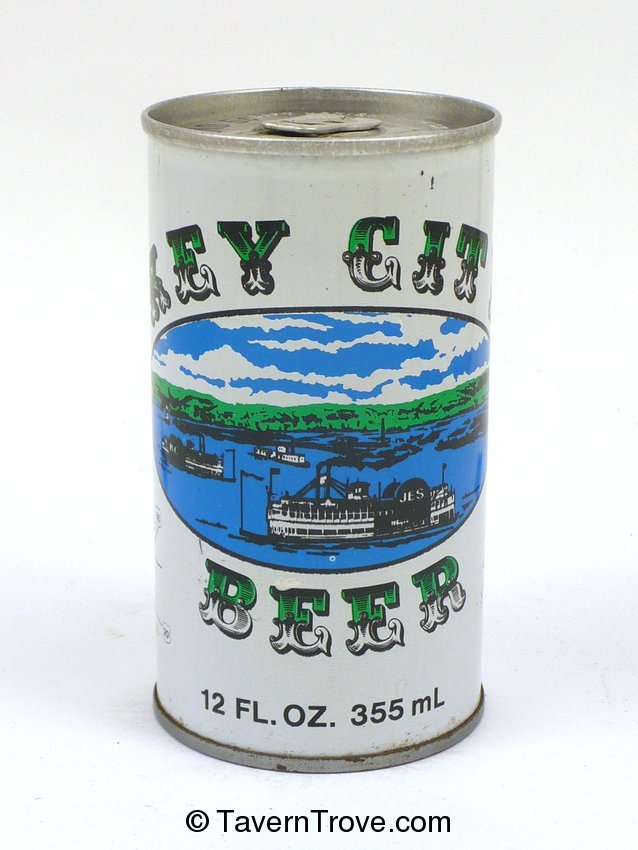 KEY CIT
JES
BEER
12 FL. OZ. 355 mL
© TavernTrove.com